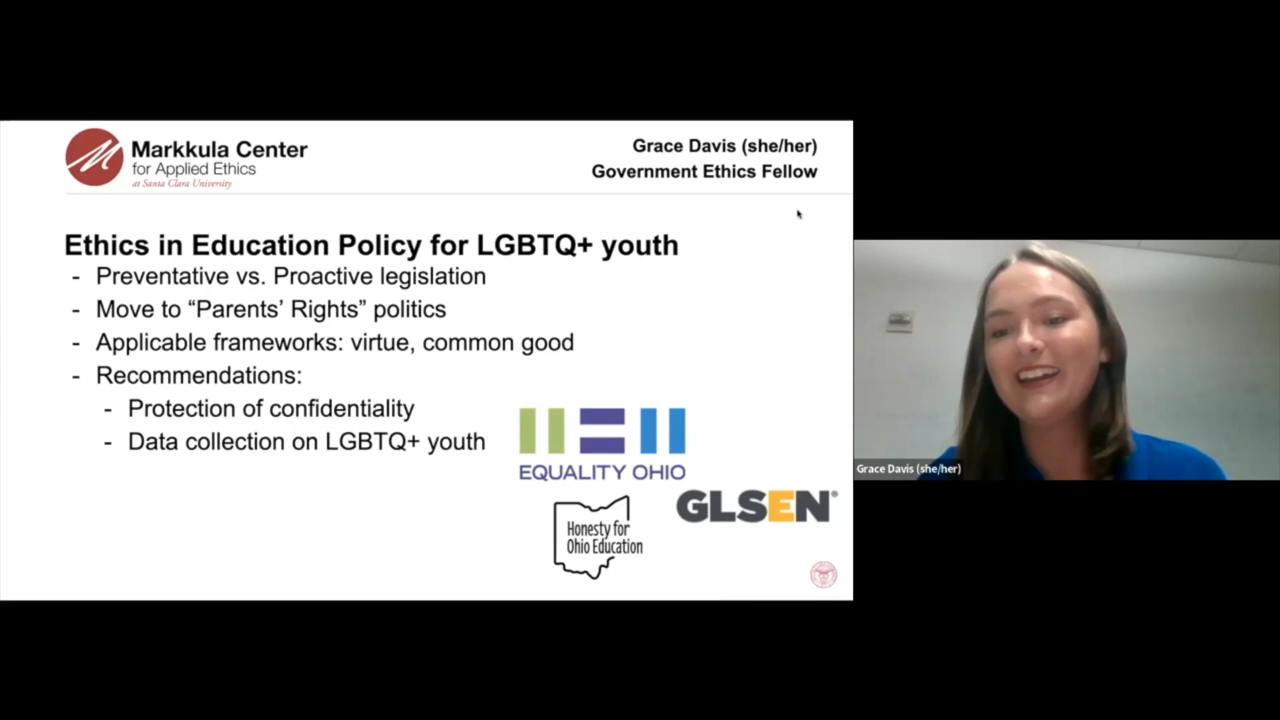 Markkula Center
for Applied Ethics
at Santa Clara University
Grace Davis (she/her)
Government Ethics Fellow
Ethics in Education Policy for LGBTQ+ youth
- Preventative vs. Proactive legislation
- Move to “Parents’ Rights” politics
- Applicable frameworks: virtue, common good
- Recommendations:
- Protection of confidentiality
- Data collection on LGBTQ+ youth
EQUALITY OHIO
GLSEN®
Honesty for
Ohio Education
Grace Davis (she/her)